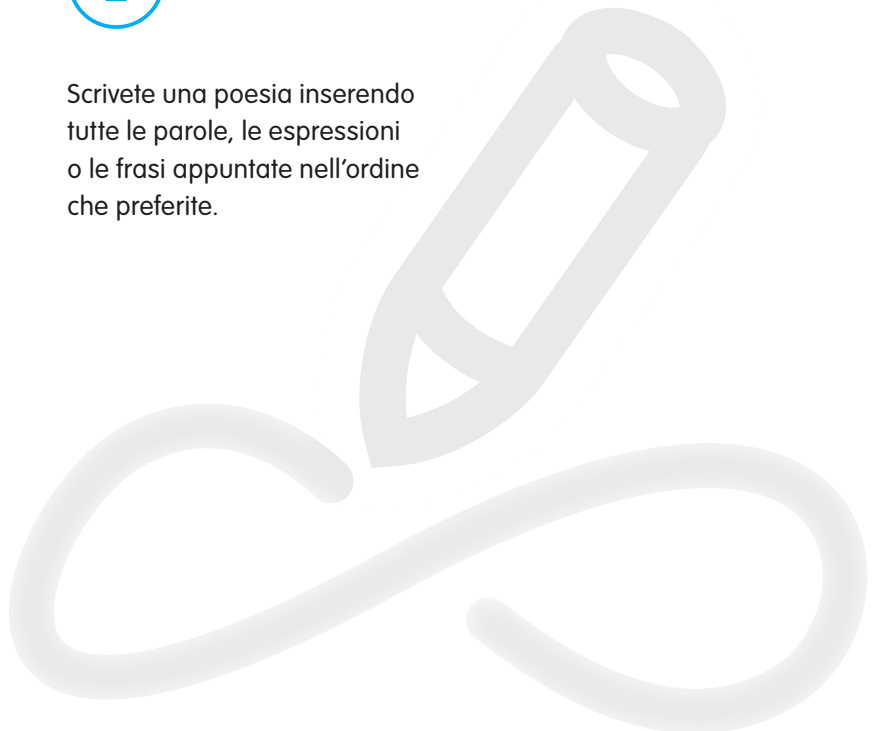 Scrivete una poesia inserendo
tutte le parole, le espressioni
o le frasi appuntate nell’ordine
che preferite.